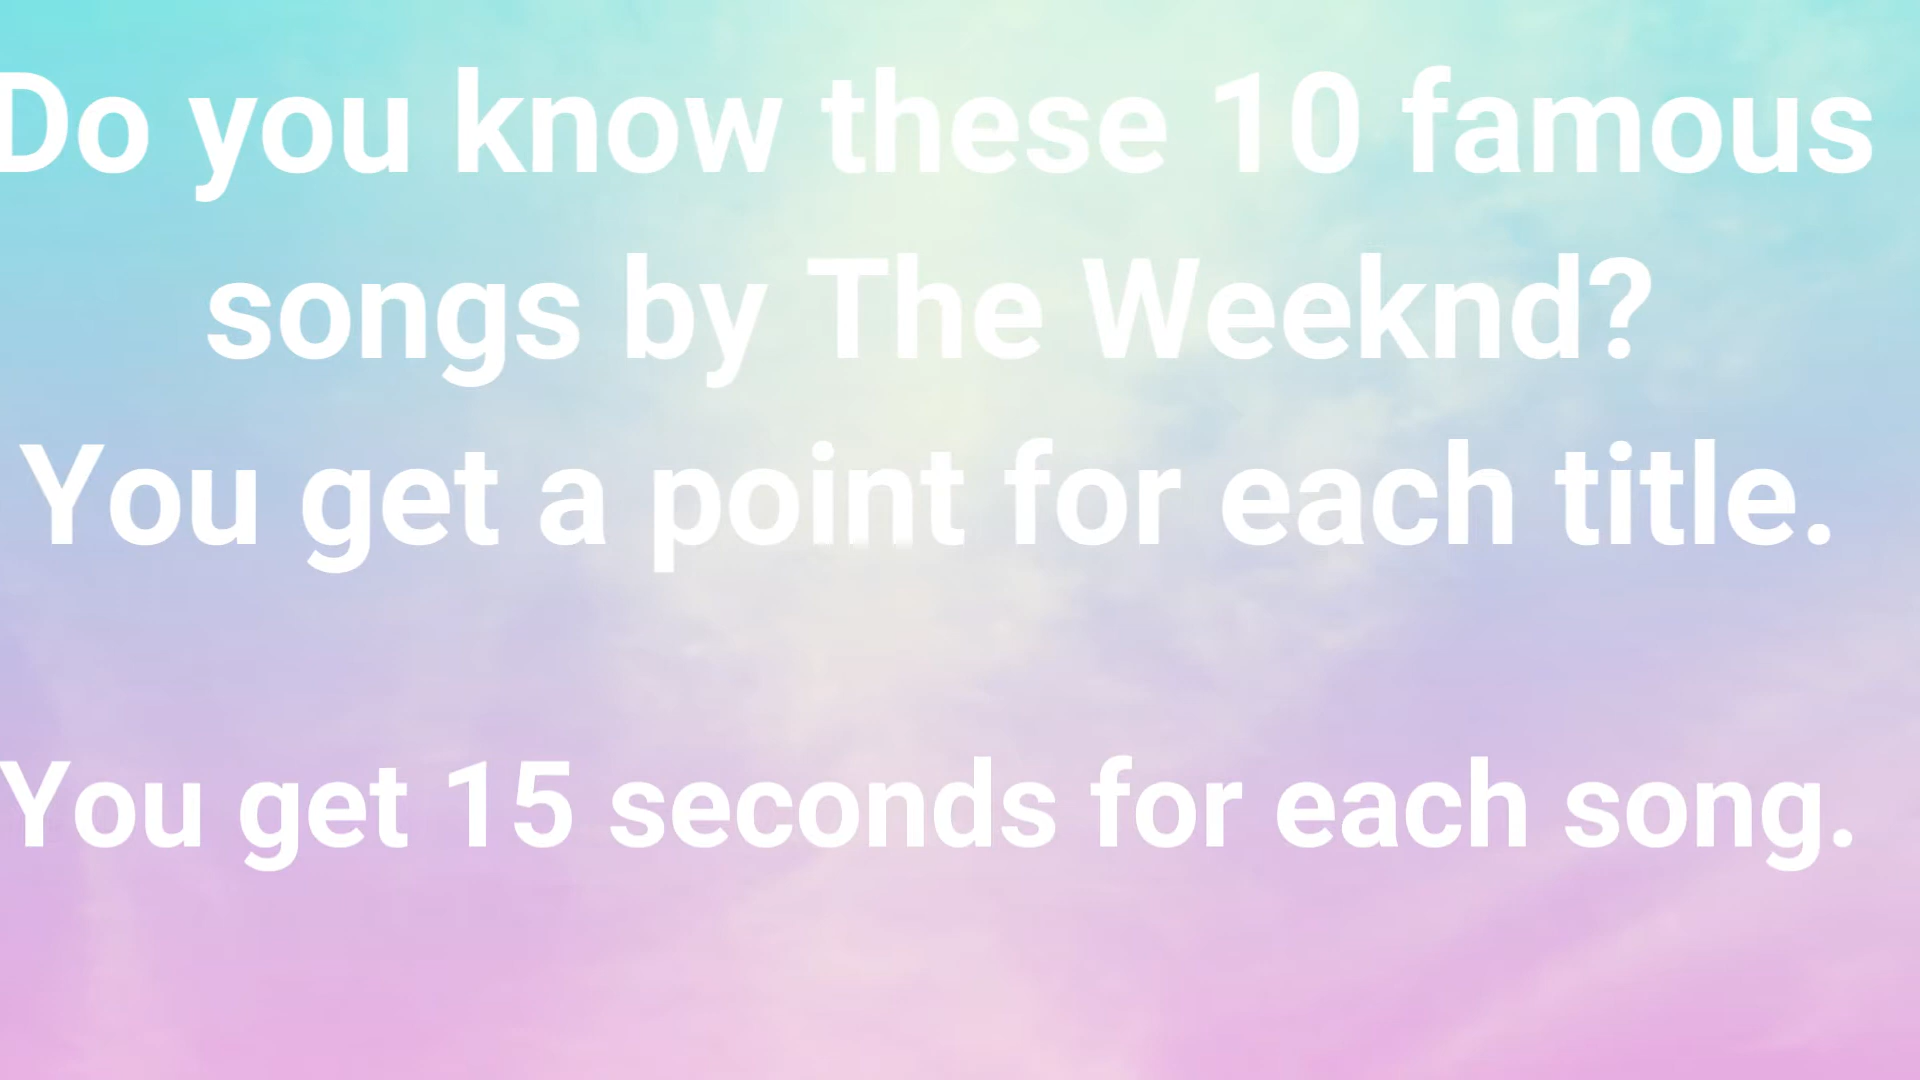 Do you know these 10 famous
songs by The Weeknd?
You get a point for each title.
You get 15 seconds for each song.